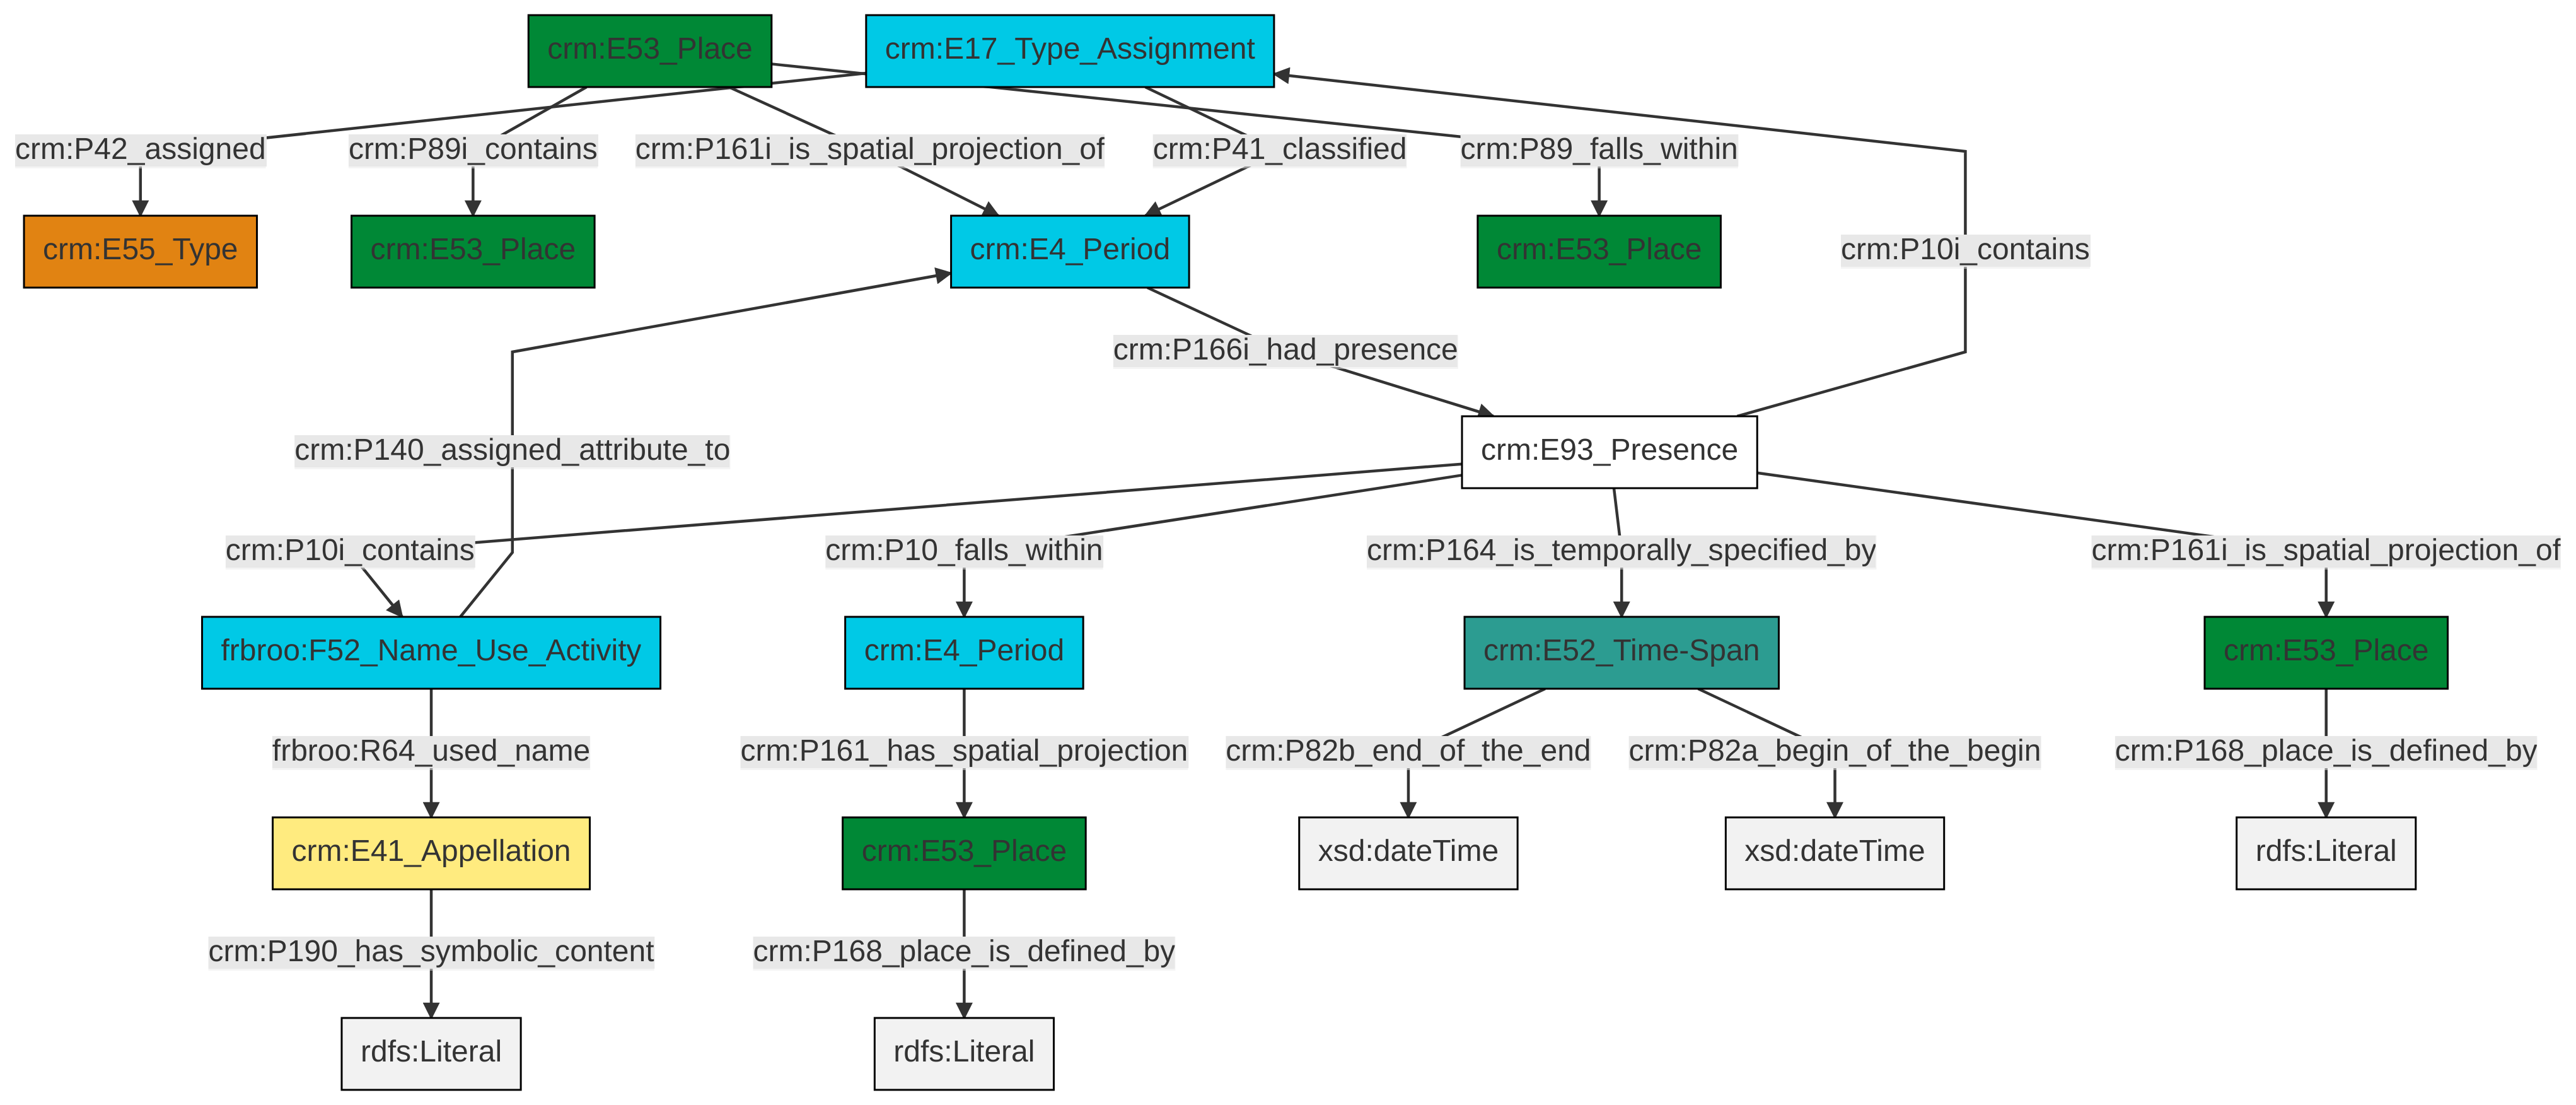 crm:E53_Place
crm:E17_Type_Assignment
crm:P42_assigned
crm:P89i_contains
crm:P161i_is_spatial_projection_of
crm:P41_classified
crm:P89_falls_within
crm:E55_Type
crm:E53_Place
crm:E4_Period
crm:E53_Place
crm:P10i_contains
crm:P166i_had_presence
crm:P140_assigned_attribute_to
crm:E93_Presence
crm:P10i_contains
crm:P10_falls_within
crm:P164_is_temporally_specified_by
crm:P161i_is_spatial_projection_of
frbroo:F52_Name_Use_Activity
crm:E4_Period
crm:E52_Time-Span
crm:E53_Place
frbroo:R64_used_name
crm:P161_has_spatial_projection
crm:P82b_end_of_the_end
crm:P82a_begin_of_the_begin
crm:P168_place_is_defined_by
crm:E41_Appellation
crm:E53_Place
xsd:dateTime
xsd:dateTime
rdfs:Literal
crm:P190_has_symbolic_content
crm:P168_place_is_defined_by
rdfs:Literal
rdfs:Literal